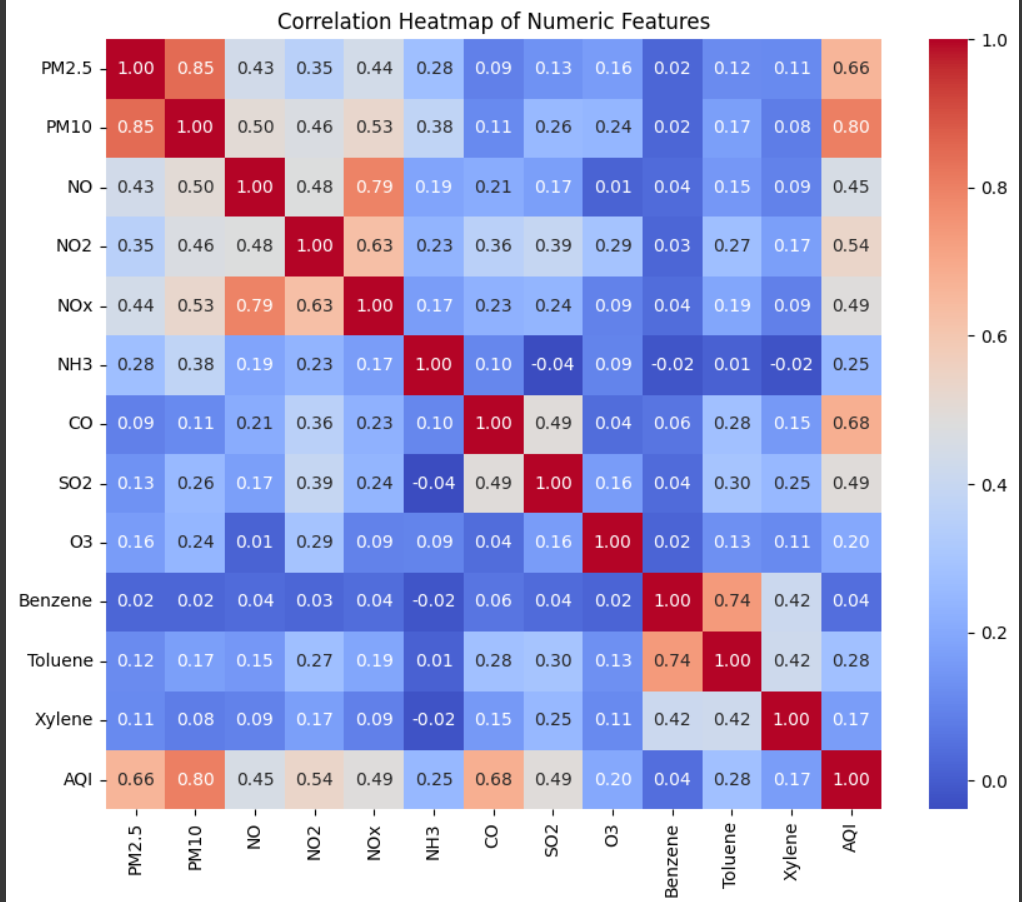 Correlation Heatmap of Numeric Features
PM2.5 1.00 0.85 0.43 0.35 0.44 0.28 0.09 0.13 0.16 0.02 0.12 0.11 0.66
PM10 0.85 1.00 0.50 0.46 0.53 0.38 0.11 0.26 0.24 0.02 0.17 0.08 0.80
NO 0.43 0.50 1.00 0.48 0.79 0.19 0.21 0.17 0.01 0.04 0.15 0.09 0.45
NO2 0.35 0.46 0.48 1.00 0.63 0.23 0.36 0.39 0.29 0.03 0.27 0.17 0.54
NOx 0.44 0.53 0.79 0.63 1.00 0.17 0.23 0.24 0.09 0.04 0.19 0.09 0.49
NH3 0.28 0.38 0.19 0.23 0.17 1.00 0.10 -0.04 0.09 -0.02 0.01 -0.02 0.25
CO 0.09 0.11 0.21 0.36 0.23 0.10 1.00 0.49 0.04 0.06 0.28 0.15 0.68
SO2 0.13 0.26 0.17 0.39 0.24 -0.04 0.49 1.00 0.16 0.04 0.30 0.25 0.49
O3 0.16 0.24 0.01 0.29 0.09 0.09 0.04 0.16 1.00 0.02 0.13 0.11 0.20
Benzene 0.02 0.02 0.04 0.03 0.04 -0.02 0.06 0.04 0.02 1.00 0.74 0.42 0.04
Toluene 0.12 0.17 0.15 0.27 0.19 0.01 0.28 0.30 0.13 0.74 1.00 0.42 0.28
Xylene 0.11 0.08 0.09 0.17 0.09 -0.02 0.15 0.25 0.11 0.42 0.42 1.00 0.17
AQI 0.66 0.80 0.45 0.54 0.49 0.25 0.68 0.49 0.20 0.04 0.28 0.17 1.00
PM2.5 PM10 NO NO2 NOx NH3 CO SO2 O3 Benzene Toluene Xylene AQI
1.0
0.8
0.6
0.4
0.2
0.0